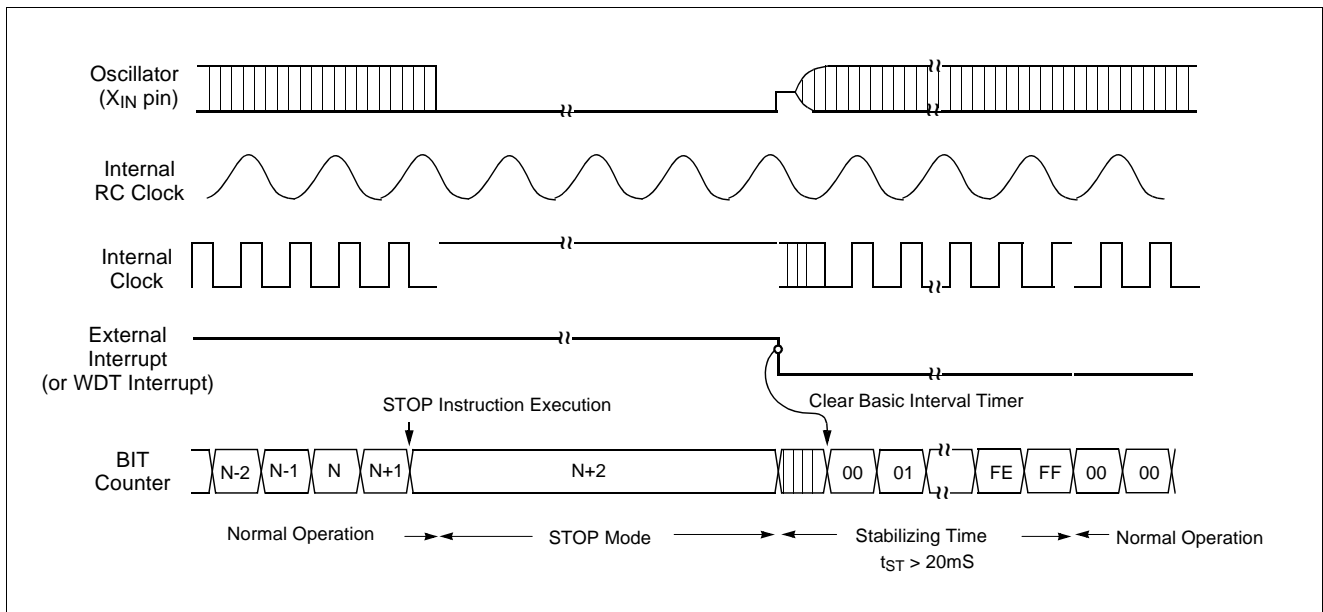 Oscillator
(XIN pin)
Internal
RC Clock
Internal
Clock
External
Interrupt
(or WDT Interrupt)
STOP Instruction Execution
Clear Basic Interval Timer
BIT
Counter
N-2 N-1 N N+1 N+2 00 01 FE FF 00 00
Normal Operation STOP Mode Stabilizing Time Normal Operation
tST > 20mS